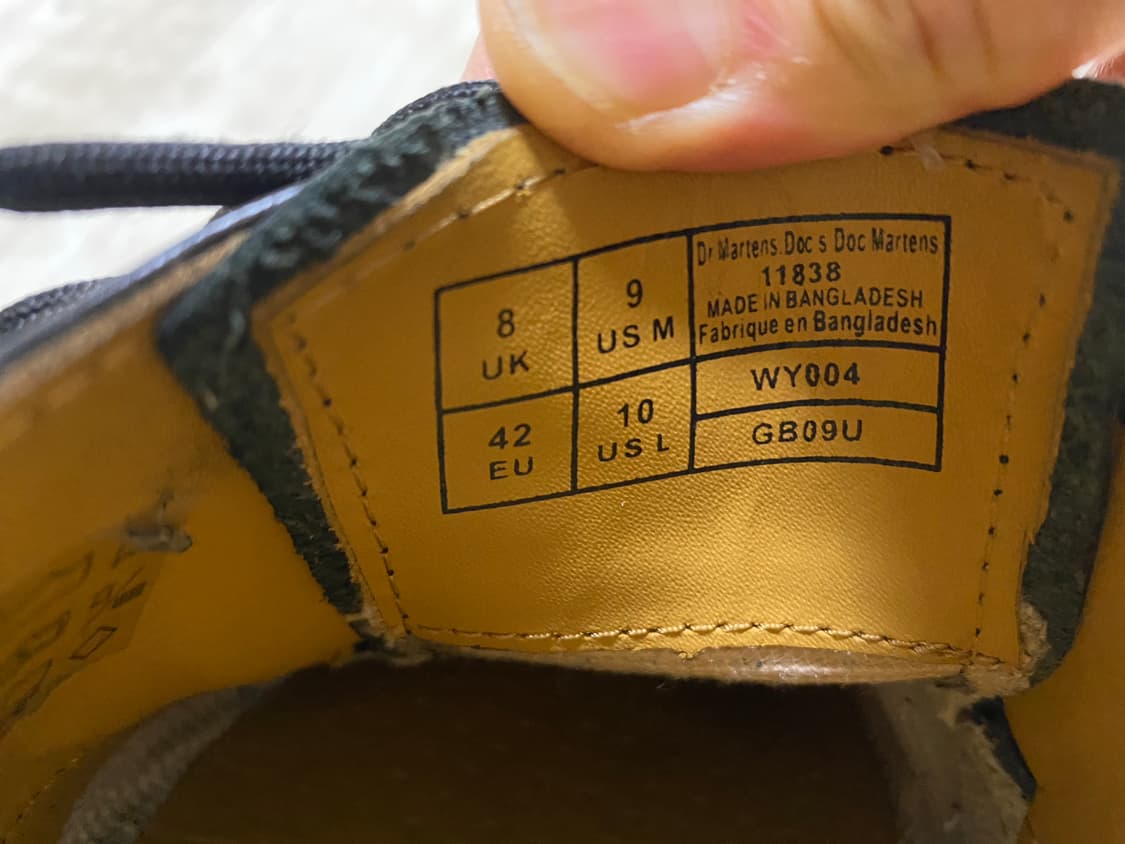 8
UK
9
US M
Dr Martens.Doc s Doc Martens
11838
MADE IN BANGLADESH
Fabrique en Bangladesh
42
EU
10
US L
WY004
GB09U